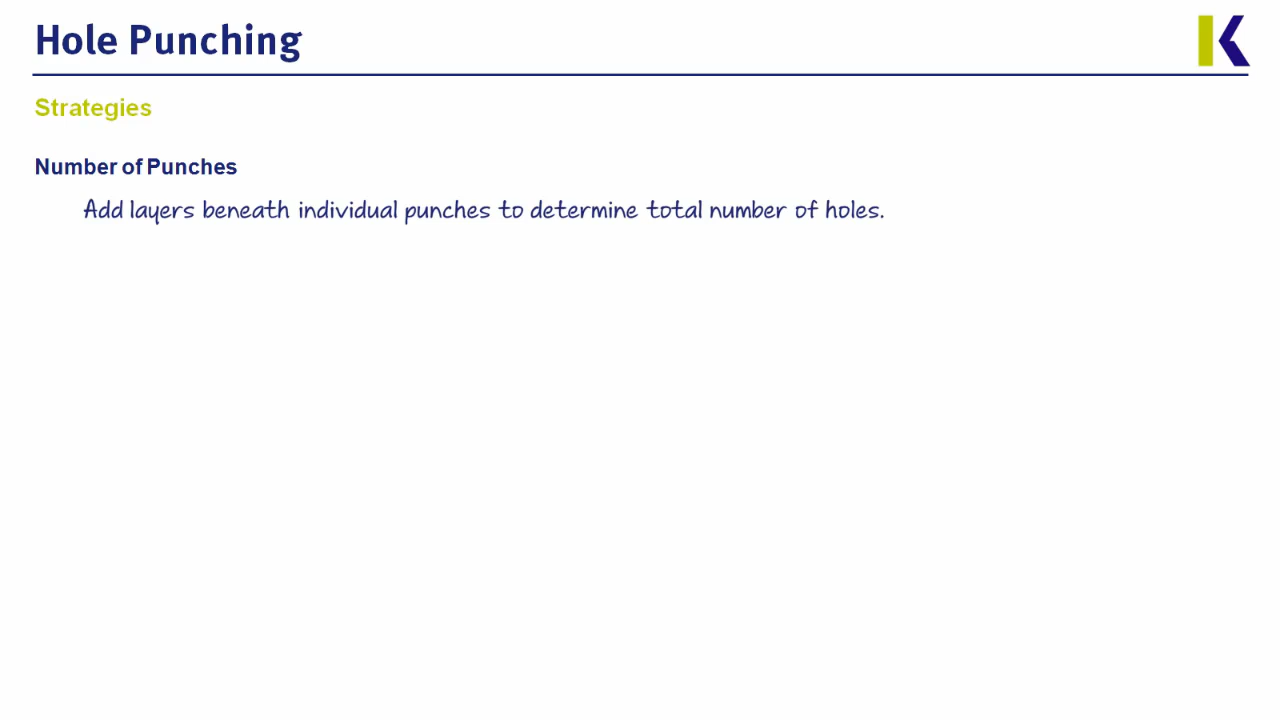 Hole Punching
Strategies
Number of Punches
Add layers beneath individual punches to determine total number of holes.